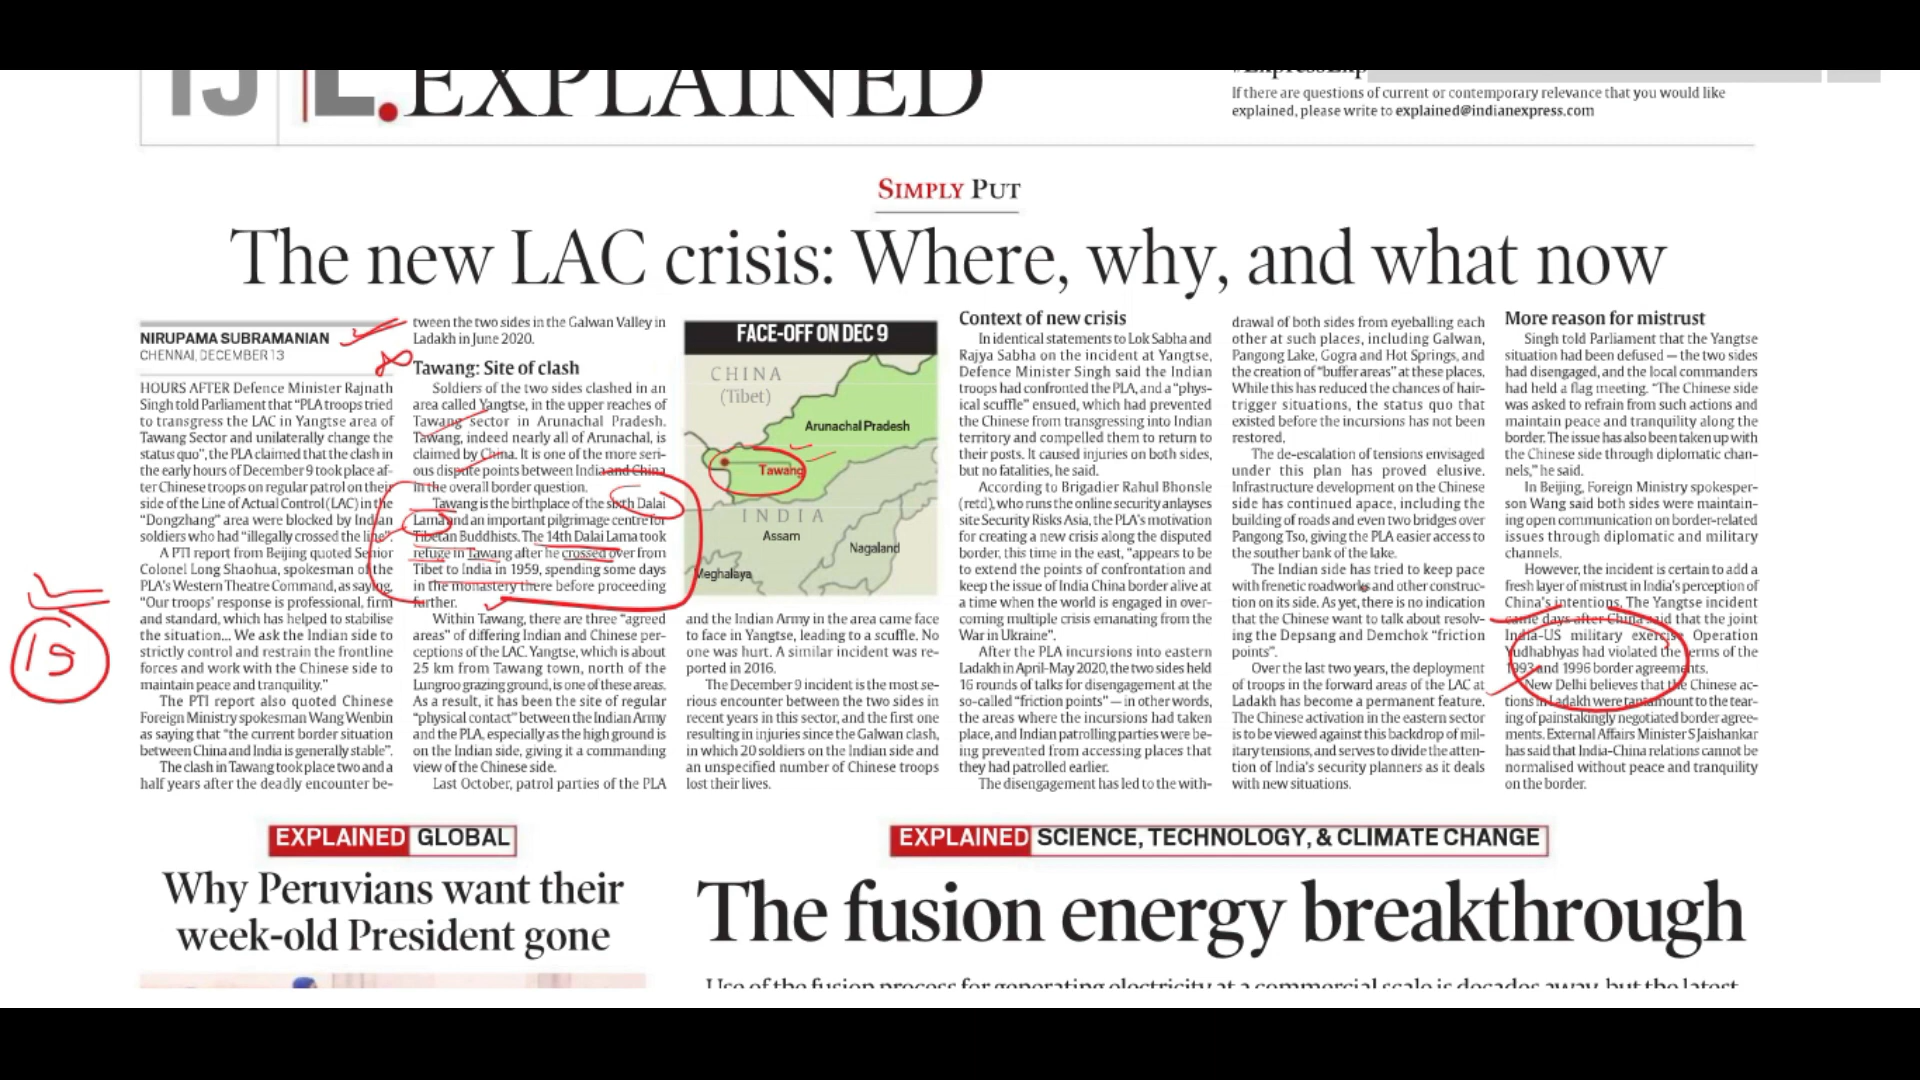 15
E. EXPLAINED
#ExpressExp
If there are questions of current or contemporary relevance that you would like
explained, please write to explained@indianexpress.com
SIMPLY PUT
The new LAC crisis: Where, why, and what now
NIRUPAMA SUBRAMANIAN
CHENNAI, DECEMBER 13
HOURS AFTER Defence Minister Rajnath
Singh told Parliament that "PLA troops tried
to transgress the LAC in Yangtse area of
Tawang Sector and unilaterally change the
status quo", the PLA claimed that the clash in
the early hours of December 9 took place af-
ter Chinese troops on regular patrol on their
side of the Line of Actual Control (LAC) in the
"Dongzhang" area were blocked by Indian
soldiers who had "illegally crossed the line"
A PTI report from Beijing quoted Senior
Colonel Long Shaohua, spokesman of the
PLA's Western Theatre Command, as saying,
"Our troops' response is professional, firm
and standard, which has helped to stabilise
the situation... We ask the Indian side to
strictly control and restrain the frontline
forces and work with the Chinese side to
maintain peace and tranquility."
The PTI report also quoted Chinese
Foreign Ministry spokesman Wang Wenbin
as saying that "the current border situation
between China and India is generally stable".
The clash in Tawang took place two and a
half years after the deadly encounter be-
tween the two sides in the Galwan Valley in
Ladakh in June 2020.
Tawang: Site of clash
Soldiers of the two sides clashed in an
area called Yangtse, in the upper reaches of
Tawang sector in Arunachal Pradesh.
Tawang, indeed nearly all of Arunachal, is
claimed by China. It is one of the more seri-
ous dispute points between India and China
in the overall border question.
Tawang is the birthplace of the sixth Dalai
Lama and an important pilgrimage centre for
Tibetan Buddhists. The 14th Dalai Lama took
refuge in Tawang after he crossed over from
Tibet to India in 1959, spending some days
in the monastery there before proceeding
further.
Within Tawang, there are three "agreed
areas" of differing Indian and Chinese per-
ceptions of the LAC. Yangtse, which is about
25 km from Tawang town, north of the
Lungroo grazing ground, is one of these areas.
As a result, it has been the site of regular
"physical contact" between the Indian Army
and the PLA, especially as the high ground is
on the Indian side, giving it a commanding
view of the Chinese side.
Last October, patrol parties of the PLA
FACE-OFF ON DEC 9
CHINA
(Tibet)
Arunachal Pradesh
Tawang
INDIA
Assam
Nagaland
Meghalaya
and the Indian Army in the area came face
to face in Yangtse, leading to a scuffle. No
one was hurt. A similar incident was re-
ported in 2016.
The December 9 incident is the most se-
rious encounter between the two sides in
recent years in this sector, and the first one
resulting in injuries since the Galwan clash,
in which 20 soldiers on the Indian side and
an unspecified number of Chinese troops
lost their lives.
Context of new crisis
In identical statements to Lok Sabha and
Rajya Sabha on the incident at Yangtse,
Defence Minister Singh said the Indian
troops had confronted the PLA, and a "phys-
ical scuffle" ensued, which had prevented
the Chinese from transgressing into Indian
territory and compelled them to return to
their posts. It caused injuries on both sides,
but no fatalities, he said.
According to Brigadier Rahul Bhonsle
(retd), who runs the online security anlayses
site Security Risks Asia, the PLA's motivation
for creating a new crisis along the disputed
border, this time in the east, "appears to be
to extend the points of confrontation and
keep the issue of India China border alive at
a time when the world is engaged in over-
coming multiple crisis emanating from the
War in Ukraine".
After the PLA incursions into eastern
Ladakh in April-May 2020, the two sides held
16 rounds of talks for disengagement at the
so-called "friction points" — in other words,
the areas where the incursions had taken
place, and Indian patrolling parties were be-
ing prevented from accessing places that
they had patrolled earlier.
The disengagement has led to the with-
drawal of both sides from eyeballing each
other at such places, including Galwan,
Pangong Lake, Gogra and Hot Springs, and
the creation of "buffer areas" at these places.
While this has reduced the chances of hair-
trigger situations, the status quo that
existed before the incursions has not been
restored.
The de-escalation of tensions envisaged
under this plan has proved elusive.
Infrastructure development on the Chinese
side has continued apace, including the
building of roads and even two bridges over
Pangong Tso, giving the PLA easier access to
the souther bank of the lake.
The Indian side has tried to keep pace
with frenetic roadworks and other construc-
tion on its side. As yet, there is no indication
that the Chinese want to talk about resolv-
ing the Depsang and Demchok "friction
points".
Over the last two years, the deployment
of troops in the forward areas of the LAC at
Ladakh has become a permanent feature.
The Chinese activation in the eastern sector
is to be viewed against this backdrop of mil-
itary tensions, and serves to divide the atten-
tion of India's security planners as it deals
with new situations.
More reason for mistrust
Singh told Parliament that the Yangtse
situation had been defused — the two sides
had disengaged, and the local commanders
had held a flag meeting. "The Chinese side
was asked to refrain from such actions and
maintain peace and tranquility along the
border. The issue has also been taken up with
the Chinese side through diplomatic chan-
nels," he said.
In Beijing, Foreign Ministry spokesper-
son Wang said both sides were maintain-
ing open communication on border-related
issues through diplomatic and military
channels.
However, the incident is certain to add a
fresh layer of mistrust in India's perception of
China's intentions. The Yangtse incident
came days after China said that the joint
India-US military exercise Operation
Yudhabhyas had violated the terms of the
1993 and 1996 border agreements.
New Delhi believes that the Chinese ac-
tions in Ladakh were tantamount to the tear-
ing of painstakingly negotiated border agree-
ments. External Affairs Minister S Jaishankar
has said that India-China relations cannot be
normalised without peace and tranquility
on the border.
EXPLAINED GLOBAL
Why Peruvians want their
week-old President gone
EXPLAINED SCIENCE, TECHNOLOGY, & CLIMATE CHANGE
The fusion energy breakthrough
Use of the fusion process for generating electricity at a commercial scale is decades away, but the latest